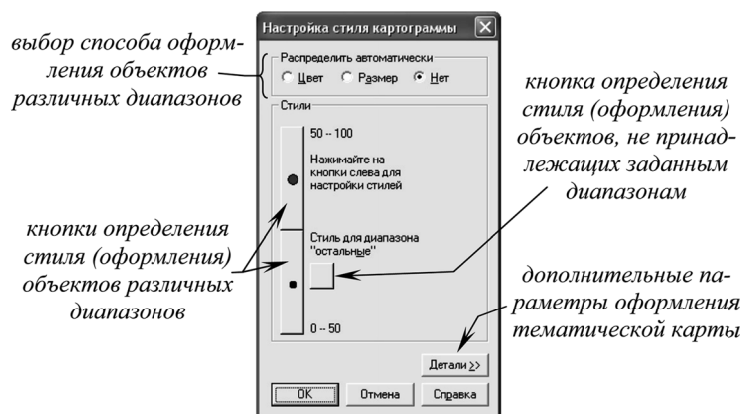 выбор способа оформ-
ления объектов
различных диапазонов
кнопки определения
стиля (оформления)
объектов различных
диапазонов
Настройка стиля картограммы
Распределить автоматически
Цвет
Размер
Нет
Стили
50 -- 100
Нажимайте на
кнопки слева для
настройки стилей
Стиль для диапазона
"остальные"
0 -- 50
Детали >>
OK
Отмена
Справка
кнопка определения
стиля (оформления)
объектов, не принад-
лежащих заданным
диапазонам
дополнительные па-
раметры оформления
тематической карты